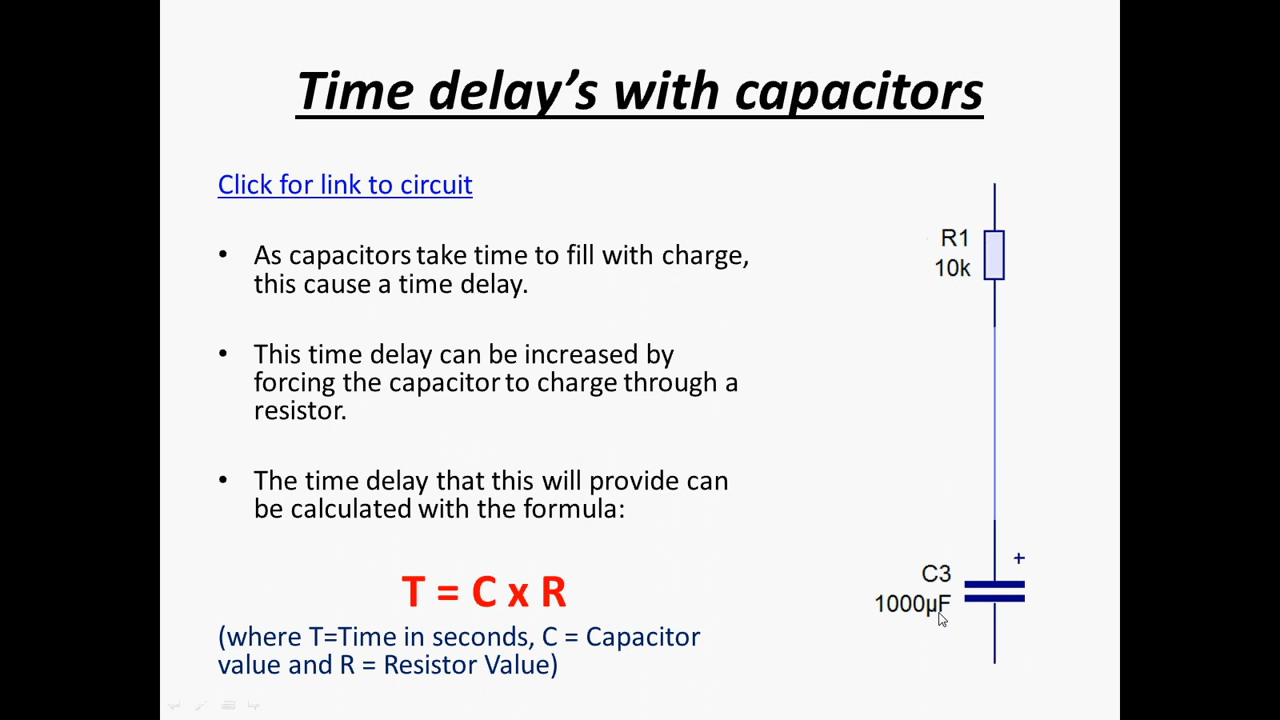 Time delay’s with capacitors
Click for link to circuit
• As capacitors take time to fill with charge,
this cause a time delay.
• This time delay can be increased by
forcing the capacitor to charge through a
resistor.
• The time delay that this will provide can
be calculated with the formula:
T = C x R
(where T=Time in seconds, C = Capacitor
value and R = Resistor Value)
R1
10k
+
C3
1000µF